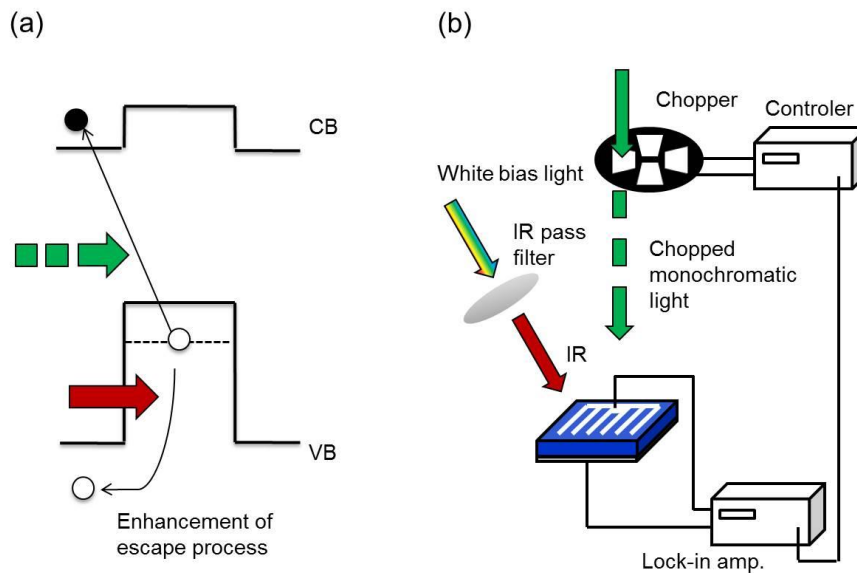 (a)
CB
VB
Enhancement of
escape process
(b)
Chopper
Controler
White bias light
IR pass
filter
Chopped
monochromatic
light
IR
Lock-in amp.